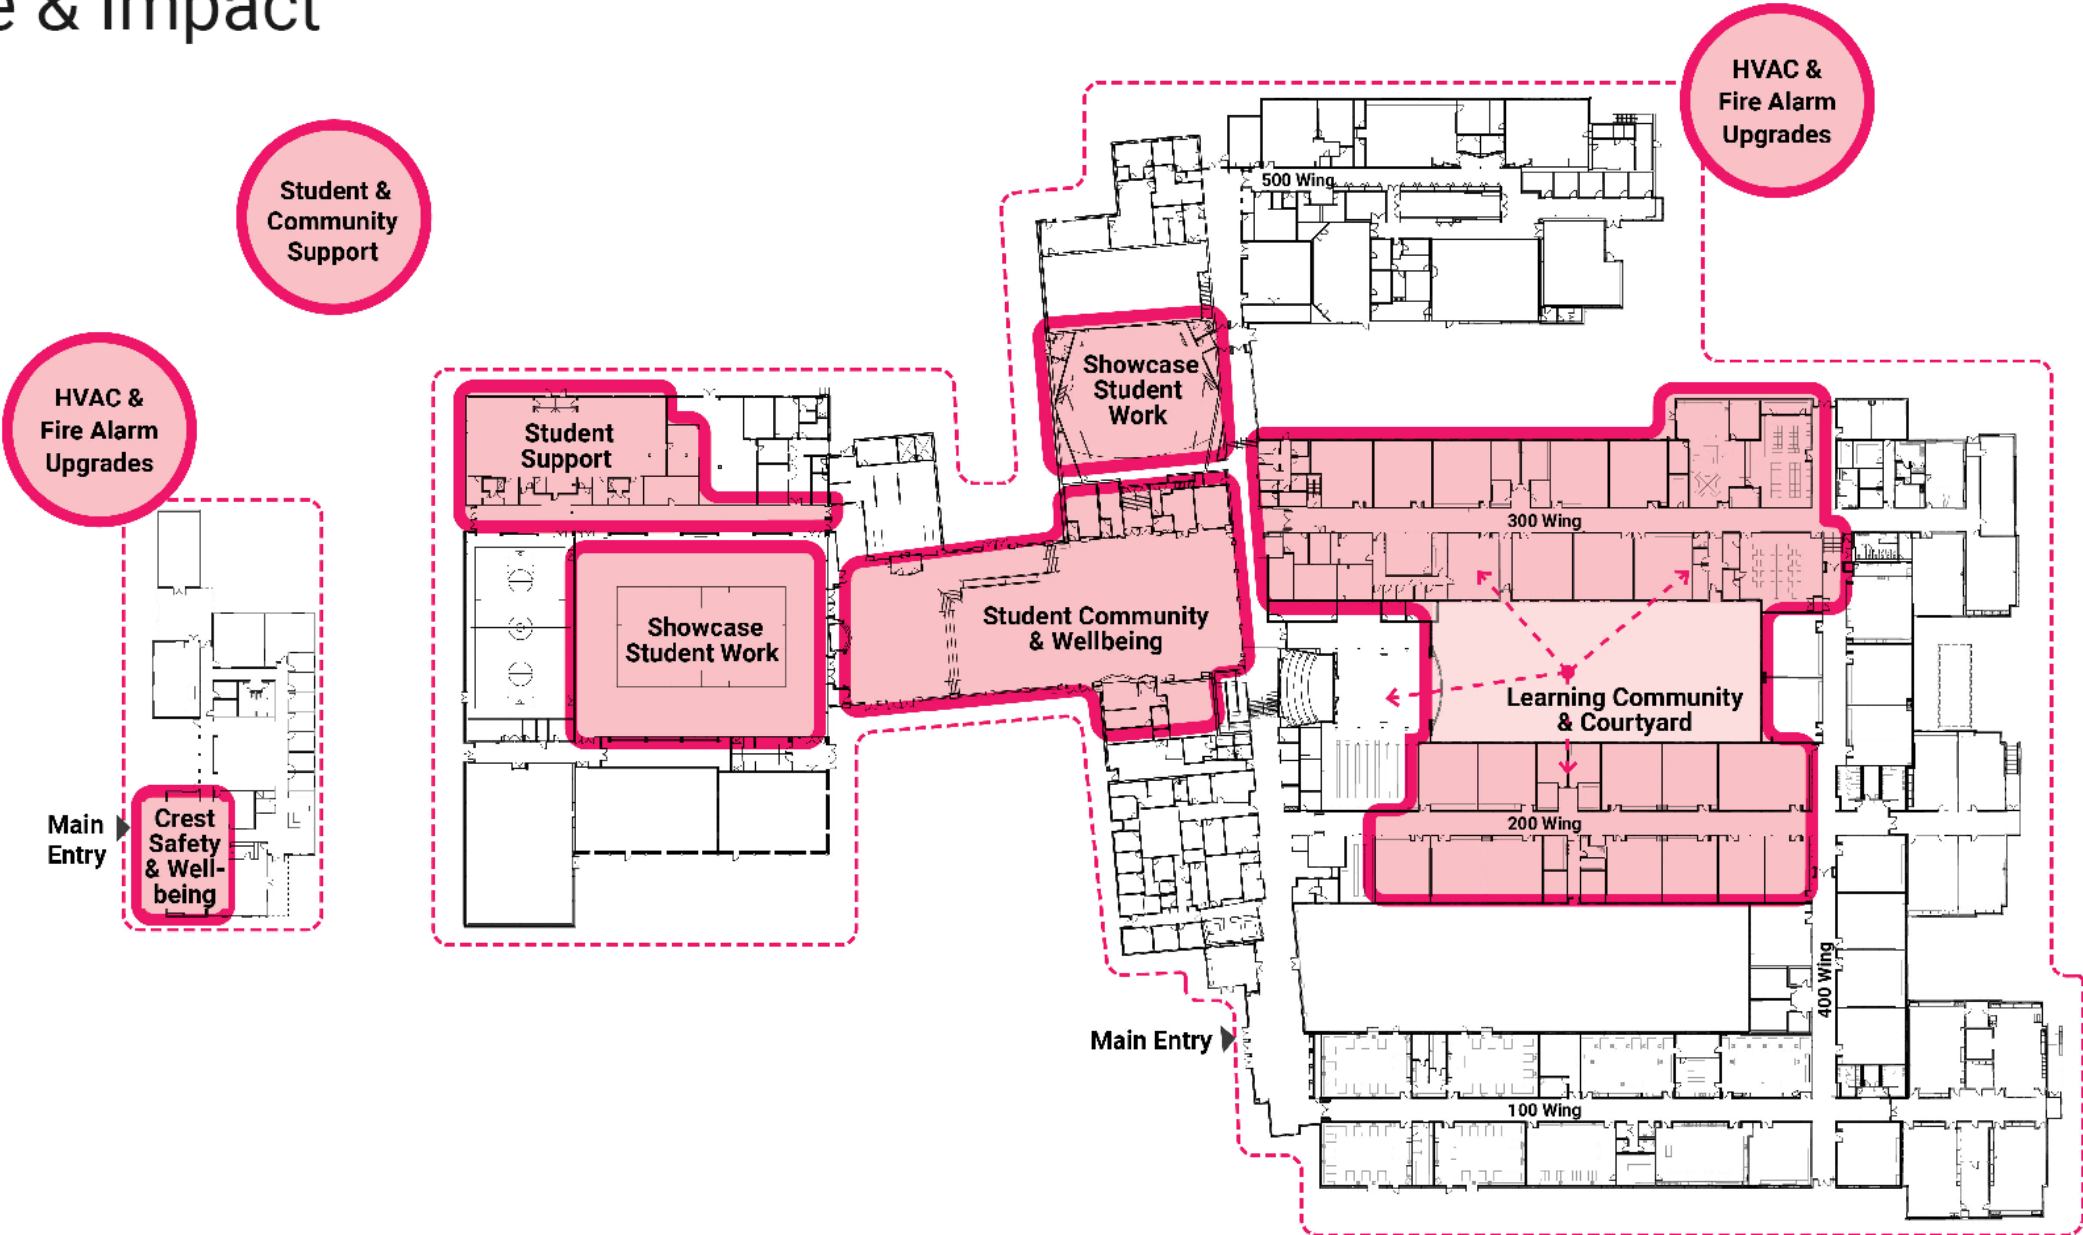 & Impact
HVAC &
Fire Alarm
Upgrades
Student &
Community
Support
500 Wing
HVAC &
Fire Alarm
Upgrades
Showcase
Student
Work
Student
Support
300 Wing
Showcase
Student Work
Student Community
& Wellbeing
Learning Community
& Courtyard
200 Wing
Main
Entry
Crest
Safety
& Well-
being
400 Wing
Main Entry
100 Wing